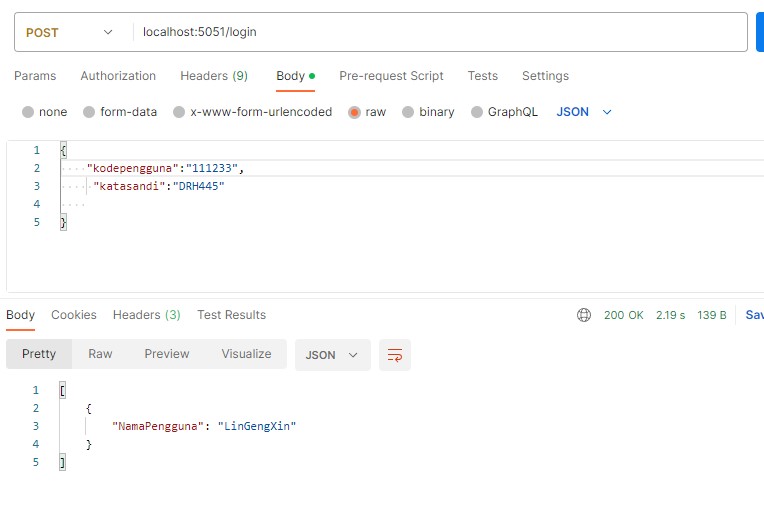 POST localhost:5051/login
Params Authorization Headers (9) Body Pre-request Script Tests Settings
none form-data x-www-form-urlencoded raw binary GraphQL JSON
1 {
2 "kodepengguna":"111233",
3 "katasandi":"DRH445"
4
5 }
Body Cookies Headers (3) Test Results 200 OK 2.19 s 139 B Sav
Pretty Raw Preview Visualize JSON
1 [
2 {
3 "NamaPengguna": "LinGengXin"
4 }
5 ]